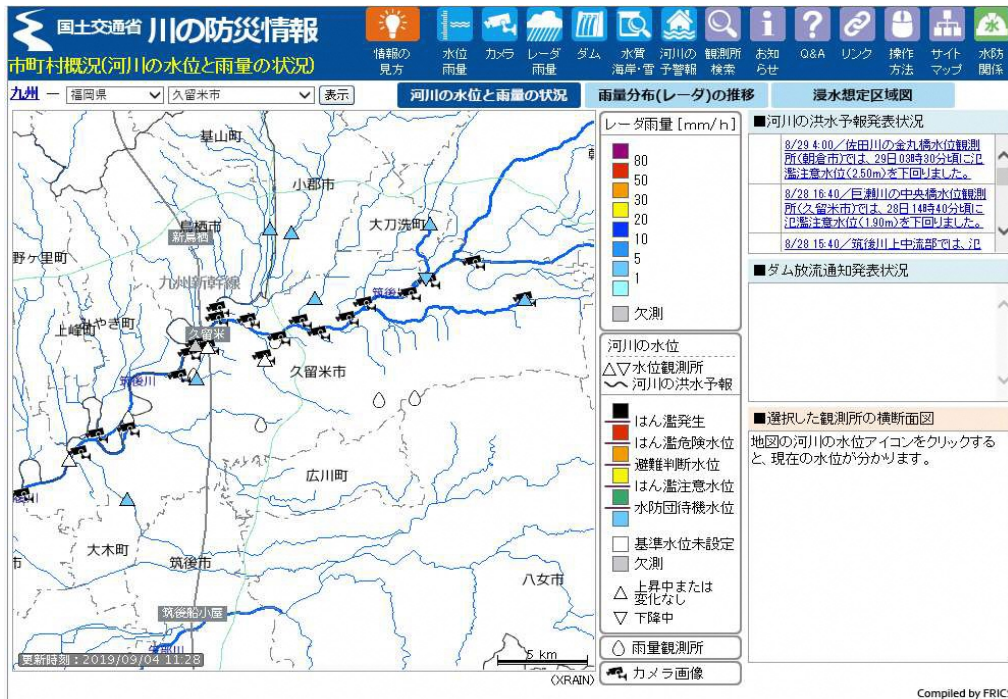 国土交通省 川の防災情報
市町村概況(河川の水位と雨量の状況)
情報の
見方
水位
雨量
カメラ
レーダ
雨量
ダム
水質
海岸・雪
河川の
予警報
観測所
検索
お知
らせ
Q&A
リンク
操作
方法
サイト
マップ
水防
関係
九州 ー 福岡県 久留米市 表示
河川の水位と雨量の状況
雨量分布(レーダ)の推移
浸水想定区域図
基山町
小郡市
大刀洗町
鳥栖市
新鳥栖
野ヶ里町
九州新幹線
筑後
みやき町
上峰町
久留米
久留米市
筑後川
広川町
大木町
筑後市
八女市
筑後船小屋
矢部川
更新時刻:2019/09/04 11:28
5 km
(XRAIN)
レーダ雨量 [mm/h]
80
50
30
20
10
5
1
欠測
河川の水位
△▽水位観測所
河川の洪水予報
はん濫発生
はん濫危険水位
避難判断水位
はん濫注意水位
水防団待機水位
基準水位未設定
欠測
△ 上昇中または
変化なし
▽ 下降中
雨量観測所
カメラ画像
■河川の洪水予報発表状況
8/29 4:00/佐田川の金丸橋水位観測
所(朝倉市)では、29日03時30分頃に氾
濫注意水位(2.50m)を下回りました。
8/28 16:40/巨瀬川の中央橋水位観測
所(久留米市)では、28日14時40分頃に
氾濫注意水位(1.90m)を下回りました。
8/28 15:40/筑後川上中流部では、氾
■ダム放流通知発表状況
■選択した観測所の横断面図
地図の河川の水位アイコンをクリックする
と、現在の水位が分かります。
Compiled by FRIC